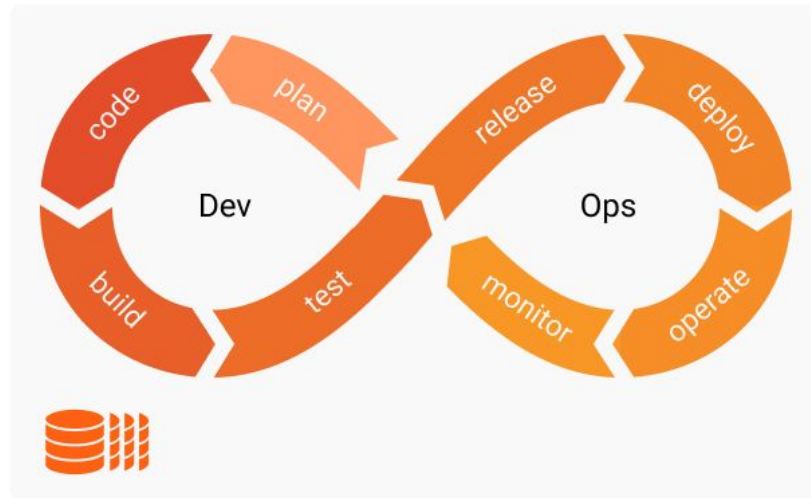 plan
code
build
test
release
deploy
operate
monitor
Dev
Ops